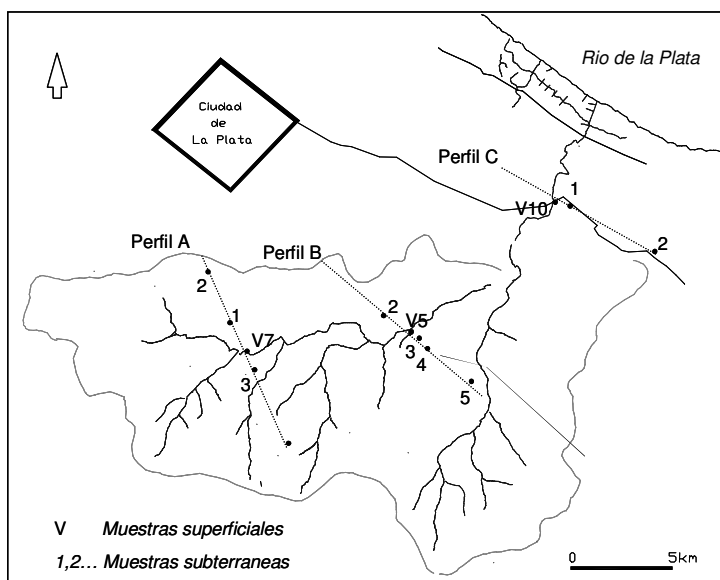 Rio de la Plata
Ciudad
de
La Plata
Perfil C
1
V10
2
Perfil A
Perfil B
2
2
1
V5
V7
3
4
3
5
V Muestras superficiales
1,2... Muestras subterraneas
0 5km